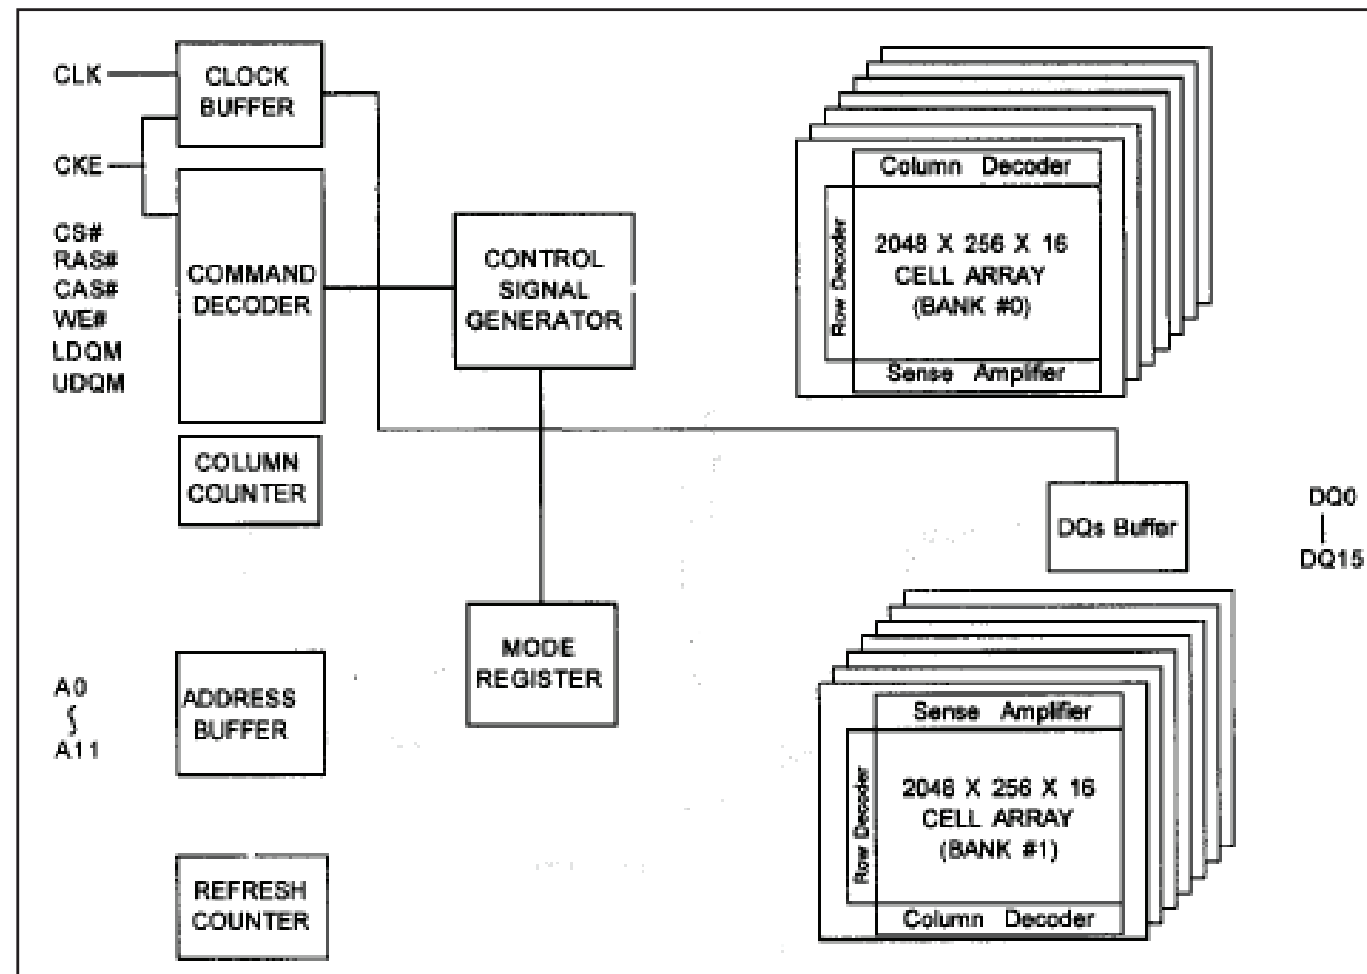 CLK
CKE
CS#
RAS#
CAS#
WE#
LDQM
UDQM
CLOCK
BUFFER
COMMAND
DECODER
COLUMN
COUNTER
CONTROL
SIGNAL
GENERATOR
MODE
REGISTER
A0
A11
ADDRESS
BUFFER
REFRESH
COUNTER
Column Decoder
Row Decoder
2048 X 256 X 16
CELL ARRAY
(BANK #0)
Sense Amplifier
DQs Buffer
DQ0
DQ15
Sense Amplifier
Row Decoder
2048 X 256 X 16
CELL ARRAY
(BANK #1)
Column Decoder